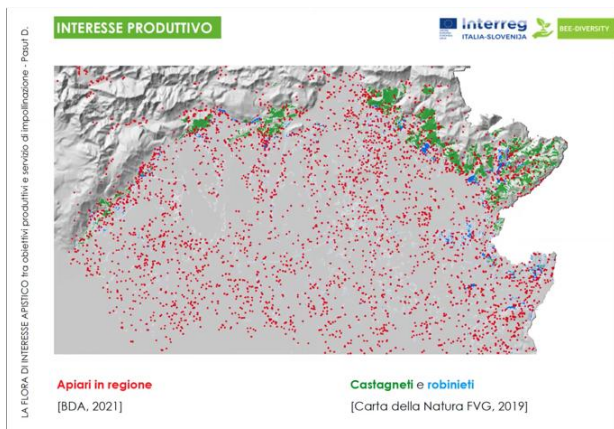 INTERESSE PRODUTTIVO
Interreg
ITALIA-SLOVENIJA
BEE-DIVERSITY
LA FLORA DI INTERESSE APISTICO tra obiettivi produttivi e servizio di impollinazione - Pasut D.
Apiari in regione
[BDA, 2021]
Castagneti e robinieti
[Carta della Natura FVG, 2019]